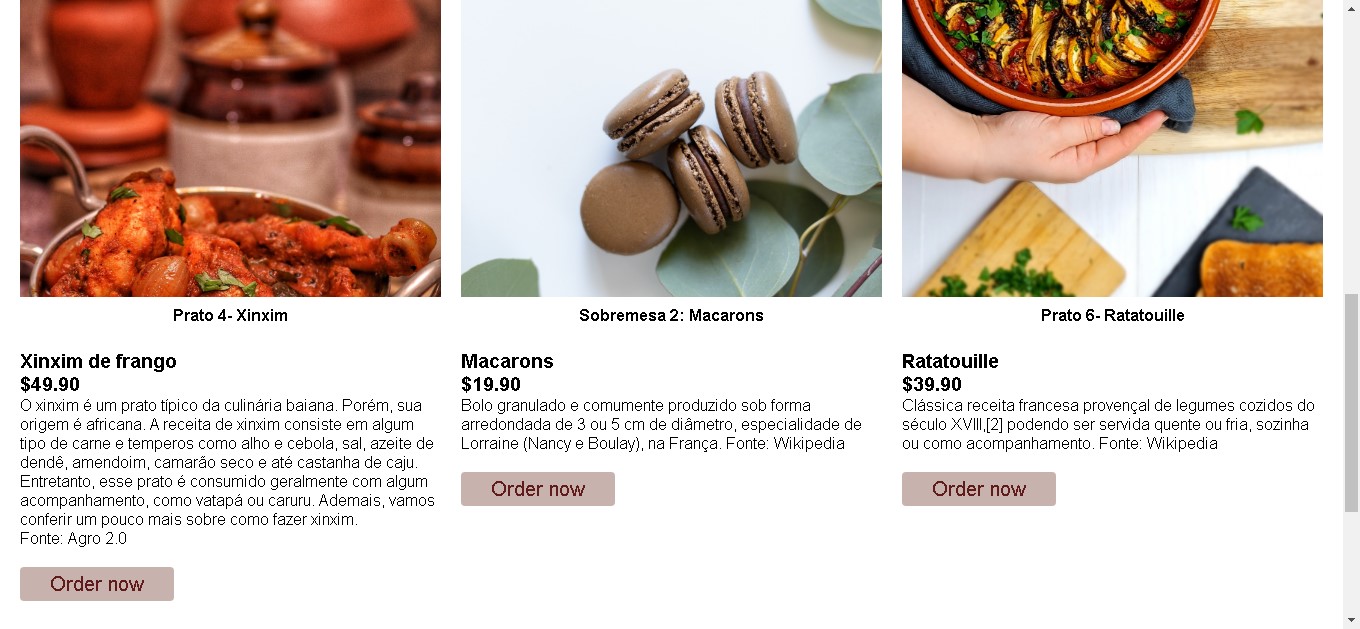 Prato 4- Xinxim
Xinxim de frango
$49.90
O xinxim é um prato típico da culinária baiana. Porém, sua
origem é africana. A receita de xinxim consiste em algum
tipo de carne e temperos como alho e cebola, sal, azeite de
dendê, amendoim, camarão seco e até castanha de caju.
Entretanto, esse prato é consumido geralmente com algum
acompanhamento, como vatapá ou caruru. Ademais, vamos
conferir um pouco mais sobre como fazer xinxim.
Fonte: Agro 2.0
Order now
Sobremesa 2: Macarons
Macarons
$19.90
Bolo granulado e comumente produzido sob forma
arredondada de 3 ou 5 cm de diâmetro, especialidade de
Lorraine (Nancy e Boulay), na França. Fonte: Wikipedia
Order now
Prato 6- Ratatouille
Ratatouille
$39.90
Clássica receita francesa provençal de legumes cozidos do
século XVIII,[2] podendo ser servida quente ou fria, sozinha
ou como acompanhamento. Fonte: Wikipedia
Order now